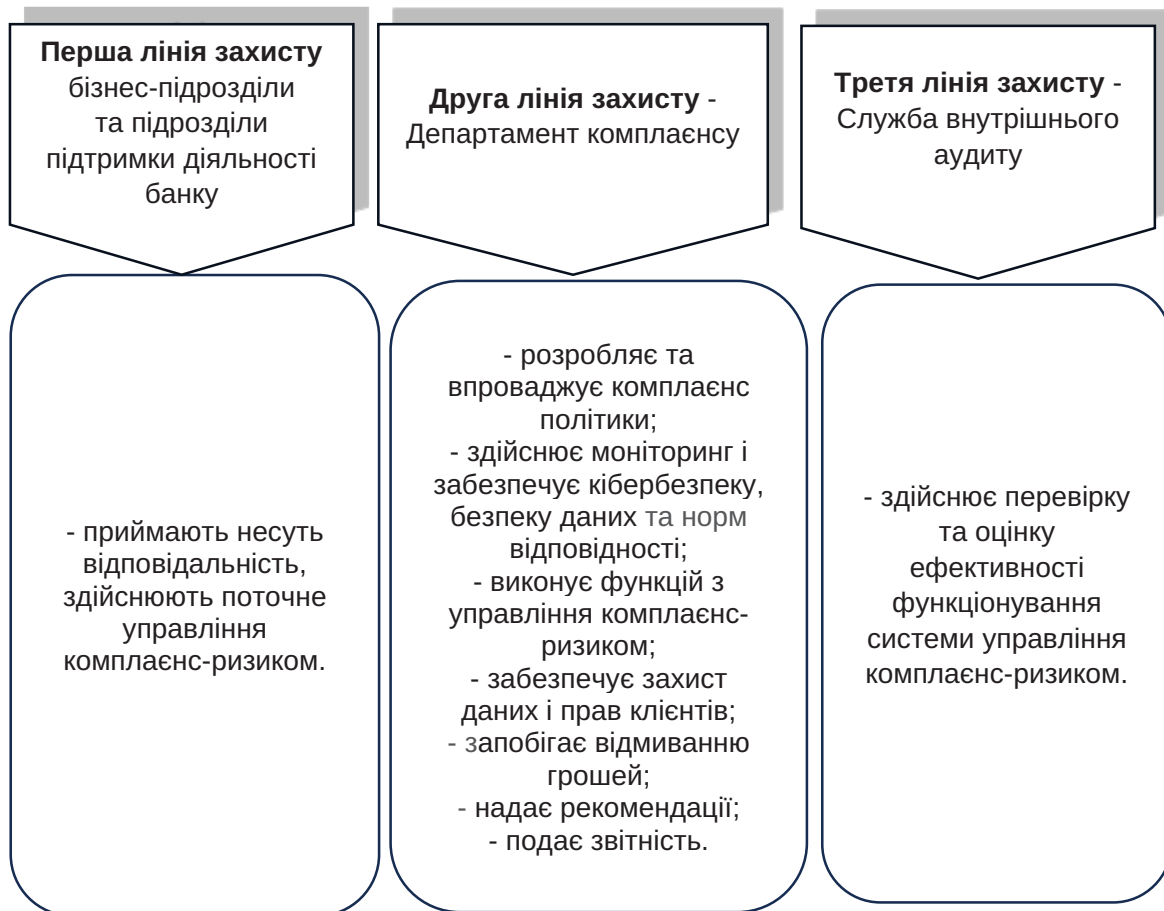 Перша лінія захисту
бізнес-підрозділи
та підрозділи
підтримки діяльності
банку
Друга лінія захисту -
Департамент комплаєнсу
Третя лінія захисту -
Служба внутрішнього
аудиту
- приймають несуть
відповідальність,
здійснюють поточне
управління
комплаєнс-ризиком.
- розробляє та
впроваджує комплаєнс
політики;
- здійснює моніторинг і
забезпечує кібербезпеку,
безпеку даних та норм
відповідності;
- виконує функцій з
управління комплаєнс-
ризиком;
- забезпечує захист
даних і прав клієнтів;
- запобігає відмиванню
грошей;
- надає рекомендації;
- подає звітність.
- здійснює перевірку
та оцінку
ефективності
функціонування
системи управління
комплаєнс-ризиком.